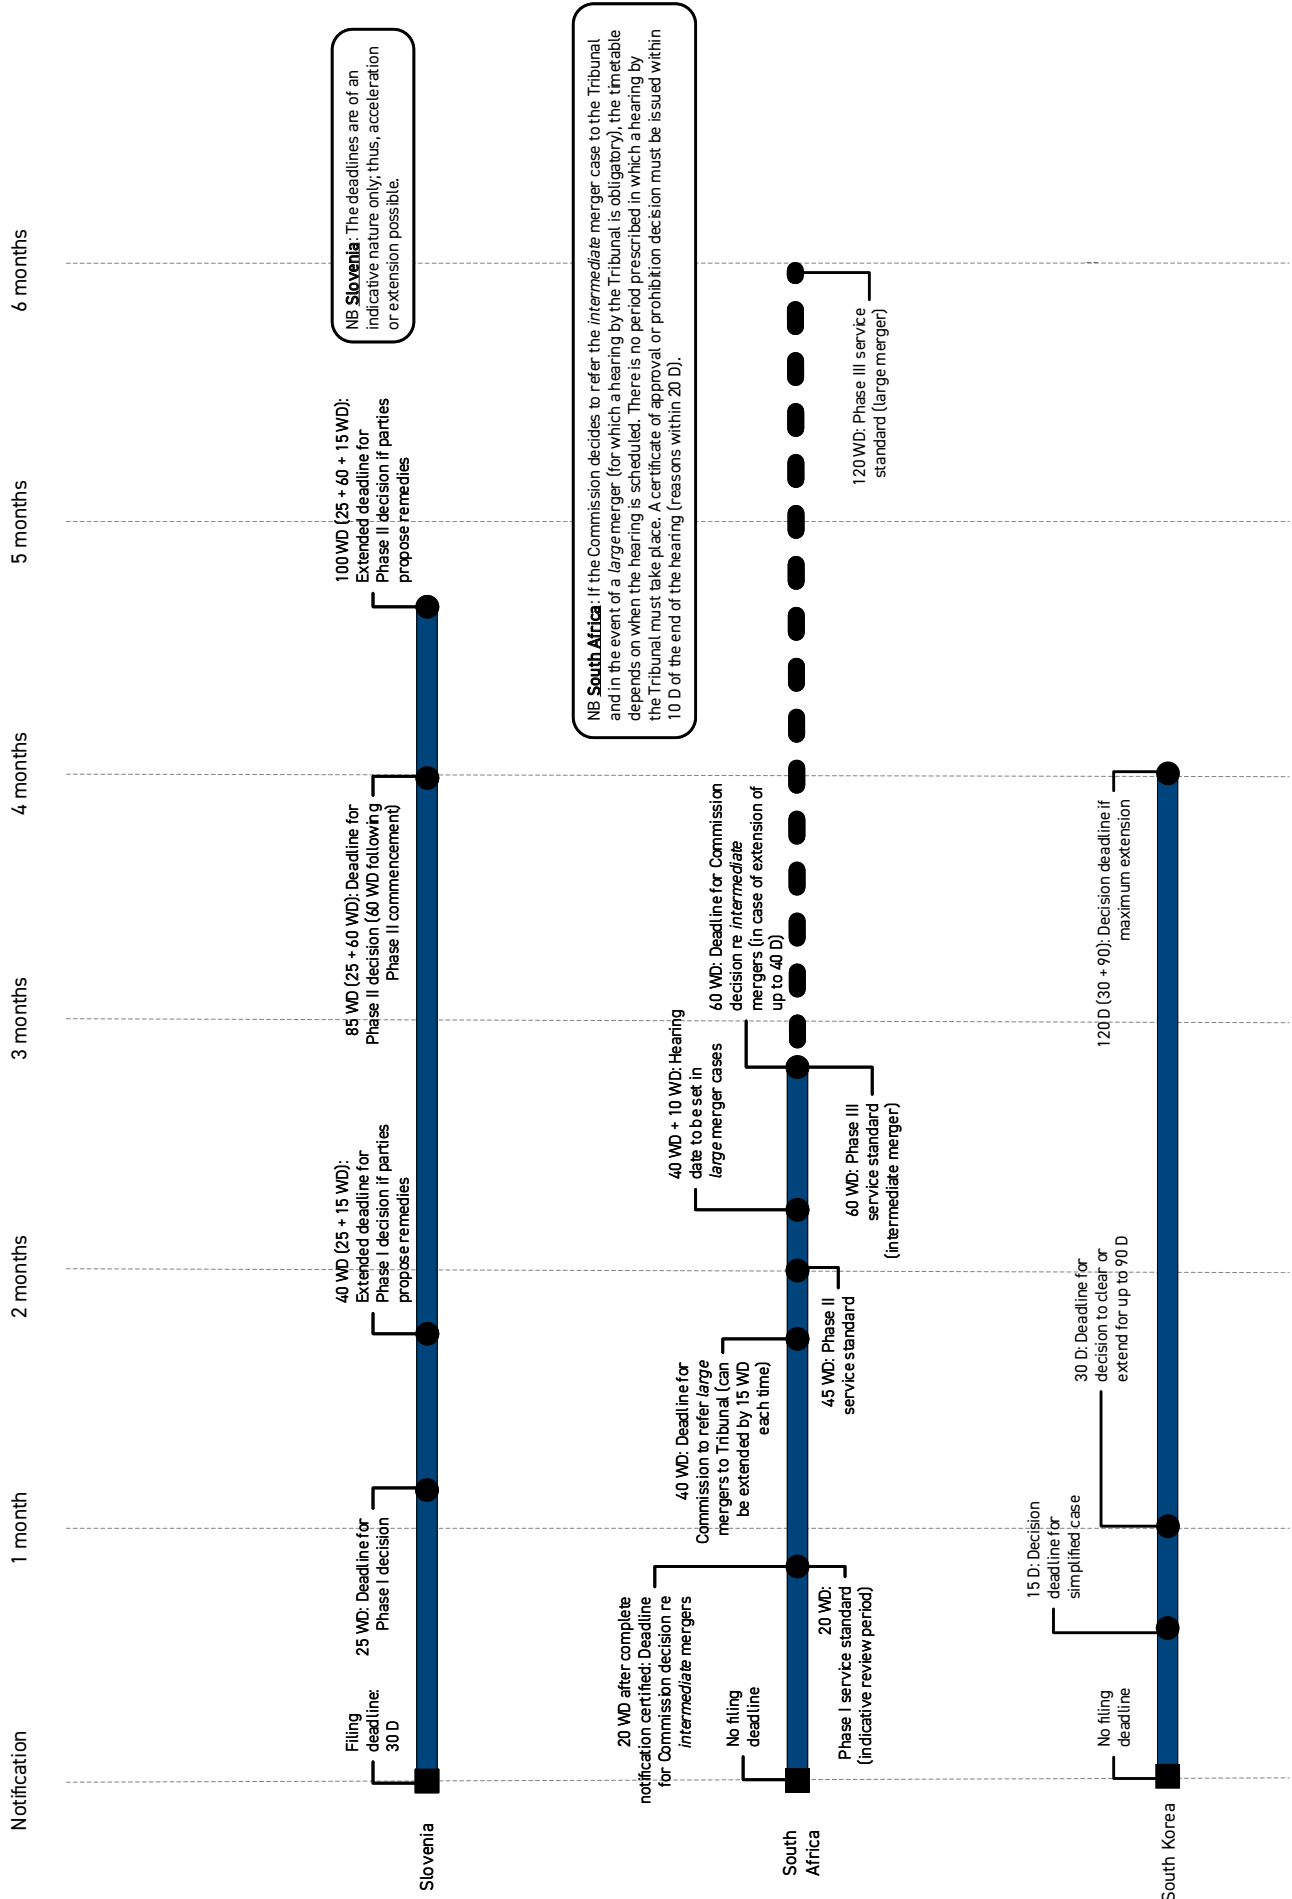 Notification
1 month
2 months
3 months
4 months
5 months
6 months
Slovenia
Filing
deadline:
30 D
25 WD: Deadline for
Phase I decision
40 WD (25 + 15 WD):
Extended deadline for
Phase I decision if parties
propose remedies
85 WD (25 + 60 WD): Deadline for
Phase II decision (60 WD following
Phase II commencement)
100 WD (25 + 60 + 15 WD):
Extended deadline for
Phase II decision if parties
propose remedies
NB Slovenia: The deadlines are of an
indicative nature only; thus, acceleration
or extension possible.
South
Africa
20 WD after complete
notification certified: Deadline
for Commission decision re
intermediate mergers
No filing
deadline
20 WD:
Phase I service standard
(indicative review period)
40 WD: Deadline for
Commission to refer large
mergers to Tribunal (can
be extended by 15 WD
each time)
45 WD: Phase II
service standard
40 WD + 10 WD: Hearing
date to be set in
large merger cases
60 WD: Deadline for Commission
decision re intermediate
mergers (in case of extension of
up to 40 D)
60 WD: Phase III
service standard
(intermediate merger)
120 WD: Phase III service
standard (large merger)
NB South Africa: If the Commission decides to refer the intermediate merger case to the Tribunal
and in the event of a large merger (for which a hearing by the Tribunal is obligatory), the timetable
depends on when the hearing is scheduled. There is no period prescribed in which a hearing by
the Tribunal must take place. A certificate of approval or prohibition decision must be issued within
10 D of the end of the hearing (reasons within 20 D).
South Korea
No filing
deadline
15 D: Decision
deadline for
simplified case
30 D: Deadline for
decision to clear or
extend for up to 90 D
120 D (30 + 90): Decision deadline if
maximum extension